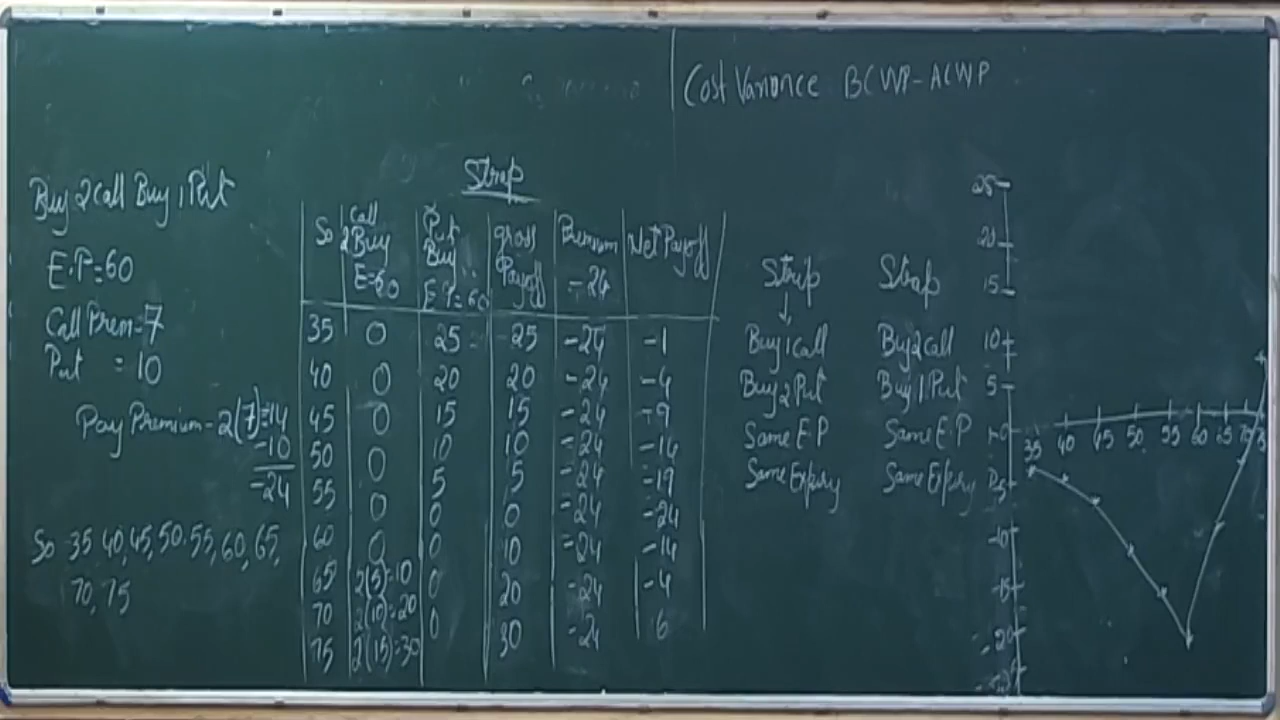 Cost Variance BCWP-ACWP
Strap
Buy 2 Call Buy 1 Put
E.P=60
Call Prem=7
Put = 10
Pay Premium-2(7)=14
-10
-24
So 35 40, 45, 50. 55, 60, 65,
70, 75
So | 2 Call Buy E=60 | Put Buy E.P=60 | Gross Payoff | Premium -24 | Net Payoff
35 | 0 | 25 | 25 | -24 | -1
40 | 0 | 20 | 20 | -24 | -4
45 | 0 | 15 | 15 | -24 | -9
50 | 0 | 10 | 10 | -24 | -14
55 | 0 | 5 | 5 | -24 | -19
60 | 0 | 0 | 0 | -24 | -24
65 | 2(5)=10 | 0 | 10 | -24 | -14
70 | 2(10)=20 | 0 | 20 | -24 | -4
75 | 2(15)=30 | 0 | 30 | -24 | 6
Strip Strap
↓
Buy 1 Call Buy 2 Call
Buy 2 Put Buy 1 Put
Same E.P Same E.P
Same Expiry Same Expiry
25
20
15
10
5
0
35 40 45 50 55 60 65 70 75
-5
-10
-15
-20